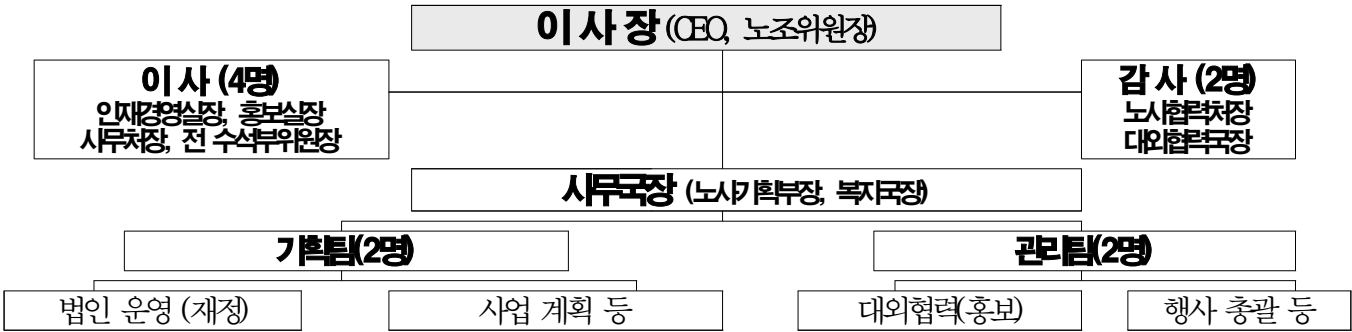 이 사 장 (CEO, 노조위원장)
이 사 (4명)
인재경영실장, 홍보실장
사무처장, 전 수석부위원장
감 사 (2명)
노사협력처장
대외협력국장
사무국장 (노사기획부장, 복지국장)
기획팀(2명)
관리팀(2명)
법인 운영 (재정)
사업 계획 등
대외협력(홍보)
행사 총괄 등